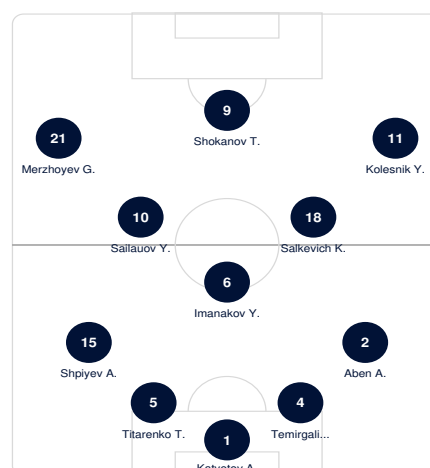 9
Shokanov T.
21
Merzhoyev G.
11
Kolesnik Y.
10
Sailauov Y.
18
Salkevich K.
6
Imanakov Y.
15
Shpiyev A.
2
Aben A.
5
Titarenko T.
4
Temirgali...
1